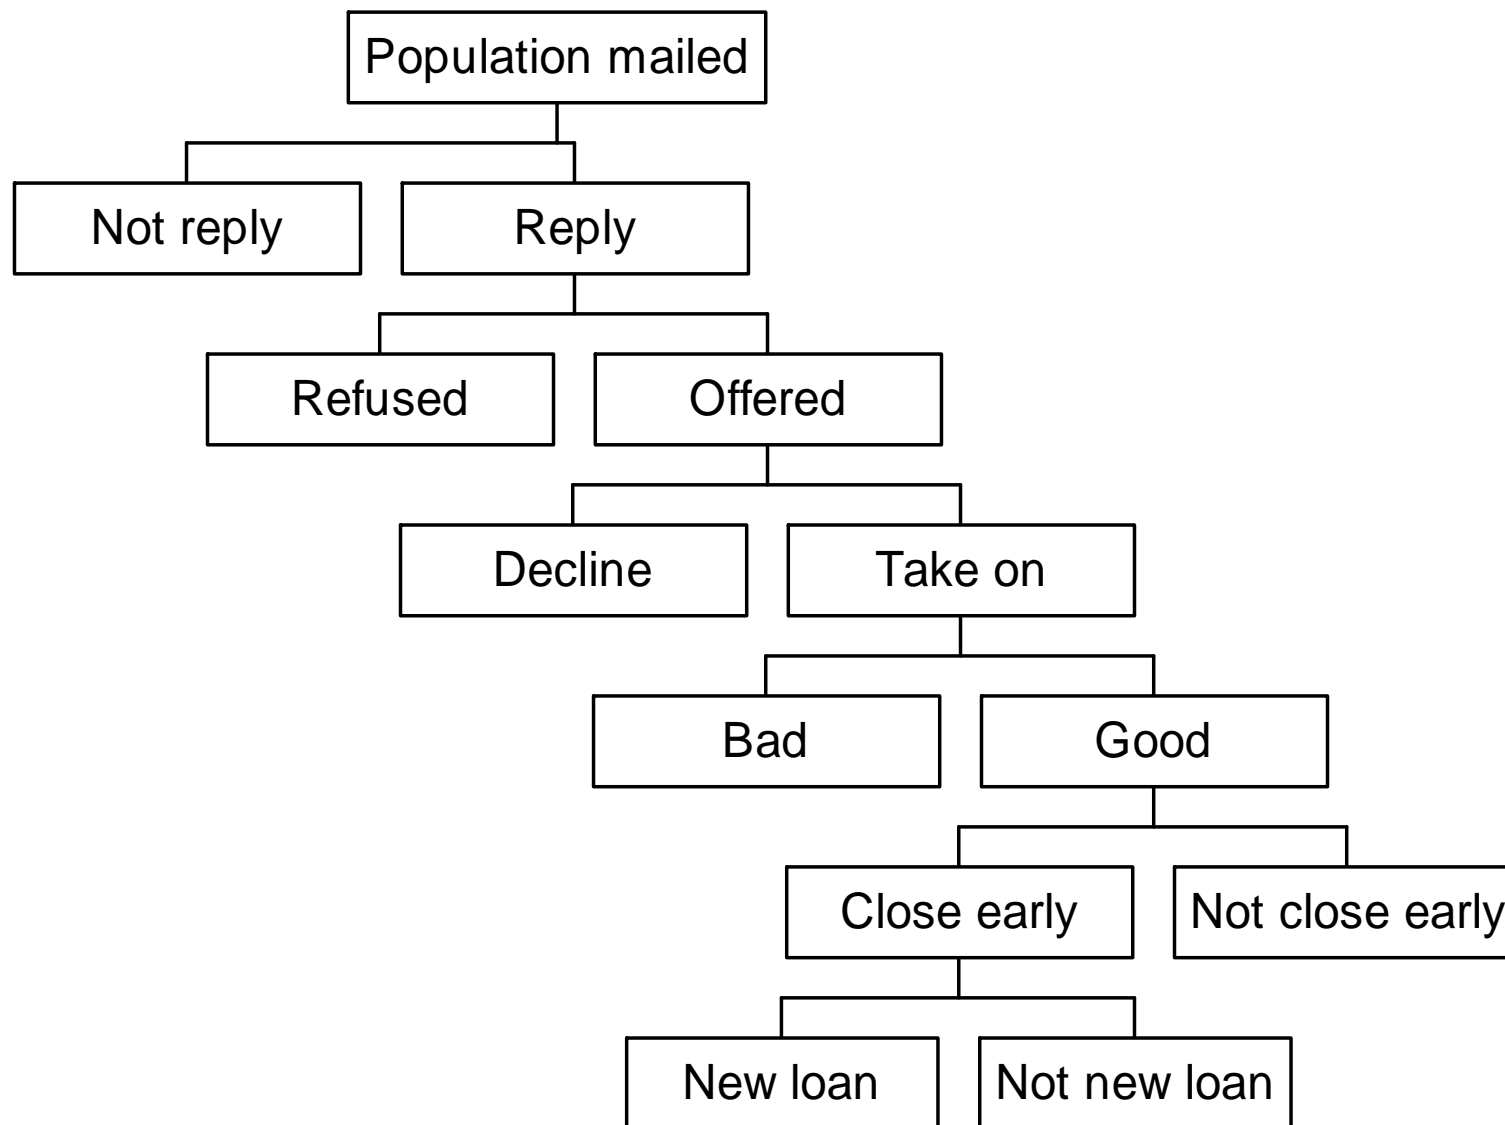 Population mailed
Not reply
Reply
Refused
Offered
Decline
Take on
Bad
Good
Close early
Not close early
New loan
Not new loan